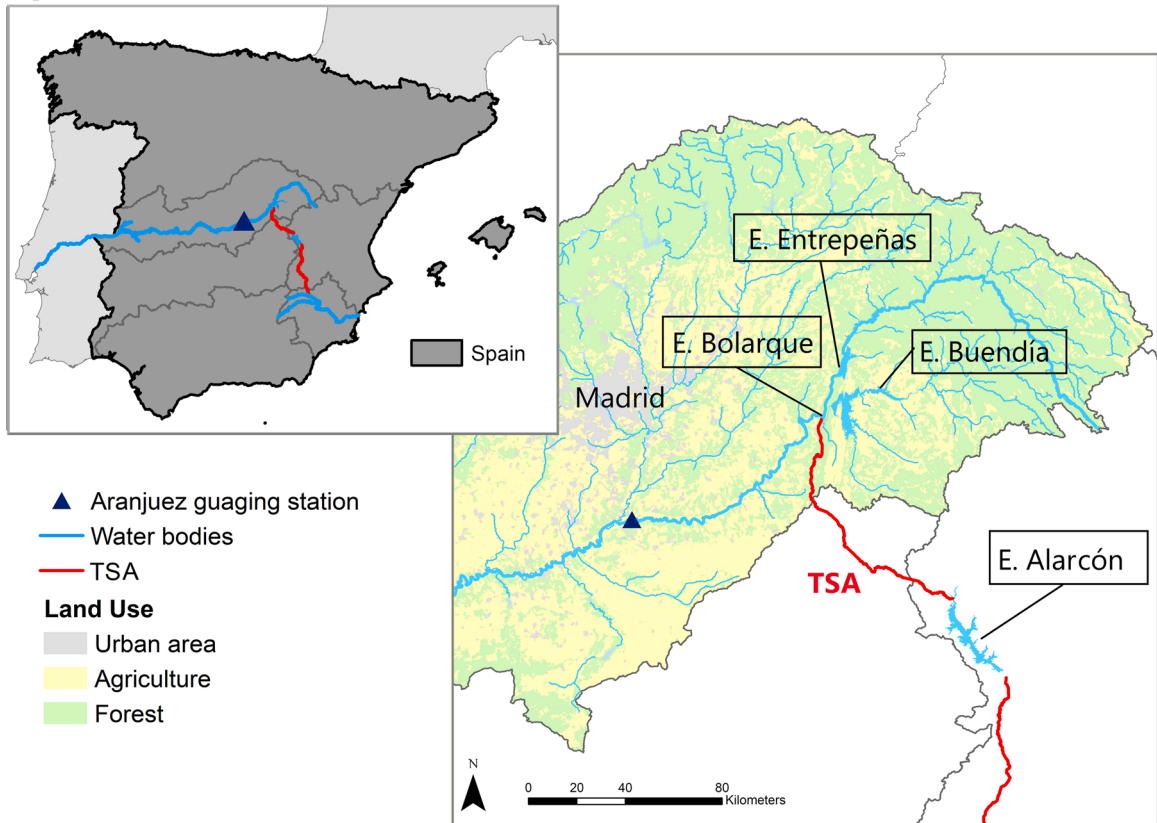 Spain
E. Entrepeñas
E. Bolarque
E. Buendía
Madrid
E. Alarcón
TSA
Aranjuez guaging station
Water bodies
TSA
Land Use
Urban area
Agriculture
Forest
N
0 20 40 80
Kilometers